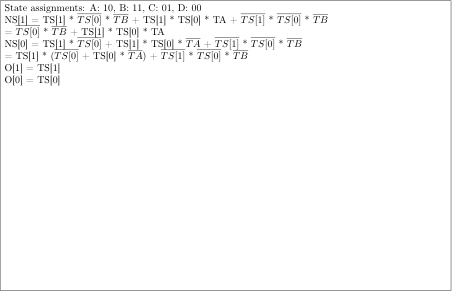 State assignments: A: 10, B: 11, C: 01, D: 00
NS[1] = TS[1] * \overline{TS[0]} * \overline{TB} + TS[1] * TS[0] * TA + \overline{TS[1]} * \overline{TS[0]} * \overline{TB}
= \overline{TS[0]} * \overline{TB} + TS[1] * TS[0] * TA
NS[0] = TS[1] * \overline{TS[0]} + TS[1] * TS[0] * \overline{TA} + \overline{TS[1]} * \overline{TS[0]} * \overline{TB}
= TS[1] * (\overline{TS[0]} + TS[0] * \overline{TA}) + \overline{TS[1]} * \overline{TS[0]} * \overline{TB}
O[1] = TS[1]
O[0] = TS[0]